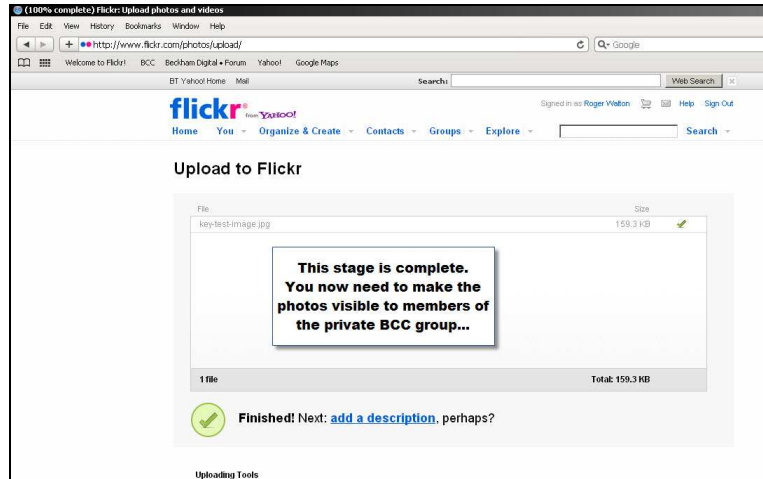 (100% complete) Flickr: Upload photos and videos
File Edit View History Bookmarks Window Help
http://www.flickr.com/photos/upload/ Google
Welcome to Flickr! BCC Beckham Digital • Forum Yahoo! Google Maps
BT Yahoo! Home Mail Search: Web Search
flickr from YAHOO! Signed in as Roger Walton Help Sign Out
Home You Organize & Create Contacts Groups Explore Search
Upload to Flickr
File Size
key-test-image.jpg 159.3 KB
This stage is complete.
You now need to make the
photos visible to members of
the private BCC group...
1 file Total: 159.3 KB
Finished! Next: add a description, perhaps?
Uploading Tools